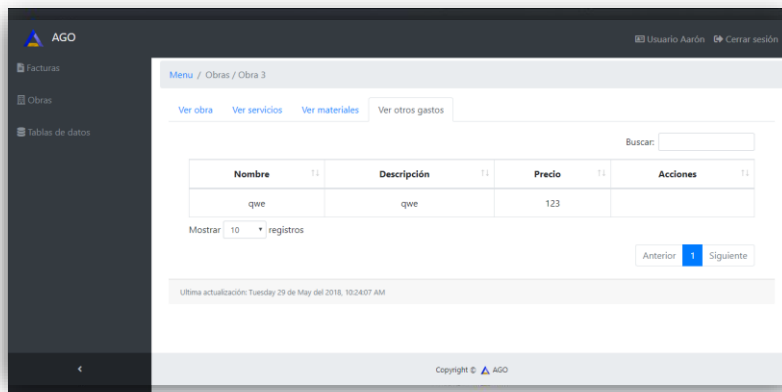 AGO
Usuario Aarón Cerrar sesión
Facturas
Obras
Tablas de datos
Menu / Obras / Obra 3
Ver obra Ver servicios Ver materiales Ver otros gastos
Buscar:
Nombre Descripción Precio Acciones
qwe qwe 123
Mostrar 10 registros
Anterior 1 Siguiente
Ultima actualización: Tuesday 29 de May del 2018, 10:24:07 AM
Copyright © AGO